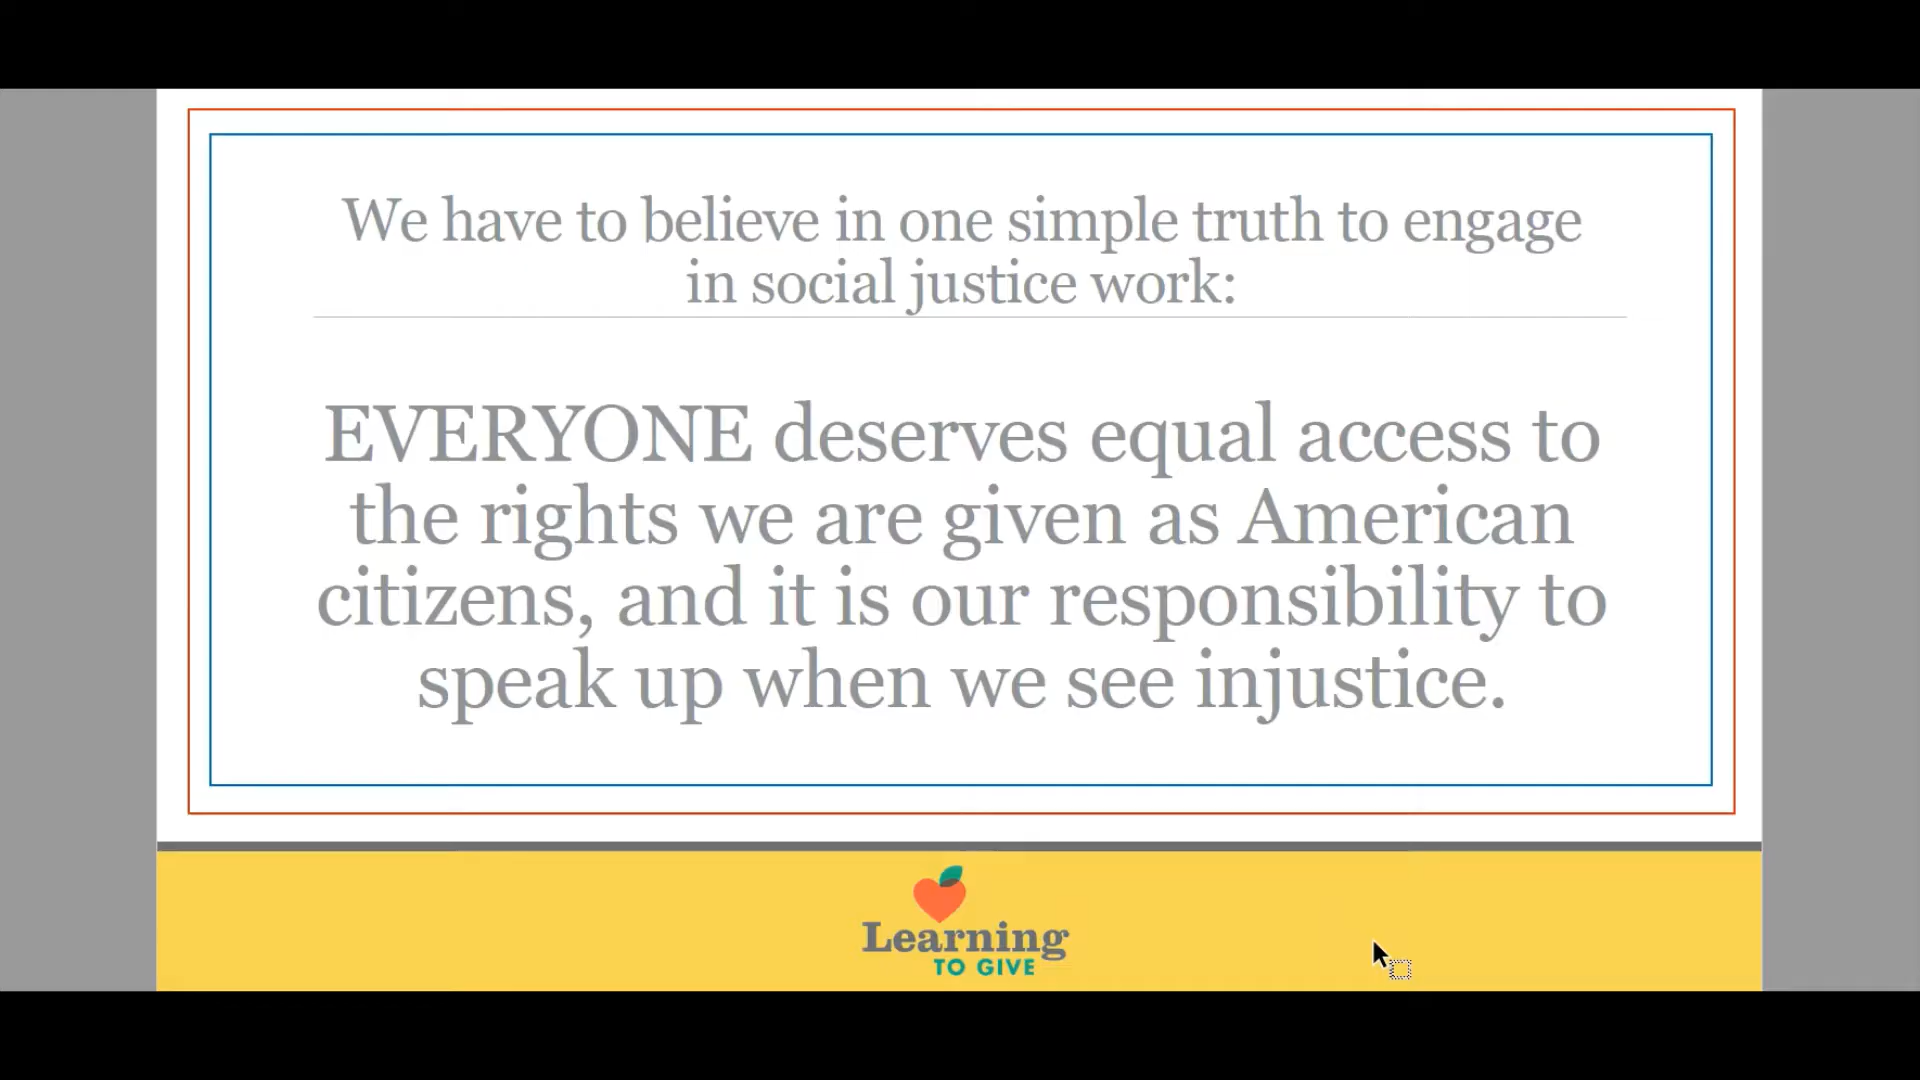 We have to believe in one simple truth to engage
in social justice work:
EVERYONE deserves equal access to
the rights we are given as American
citizens, and it is our responsibility to
speak up when we see injustice.
Learning
TO GIVE